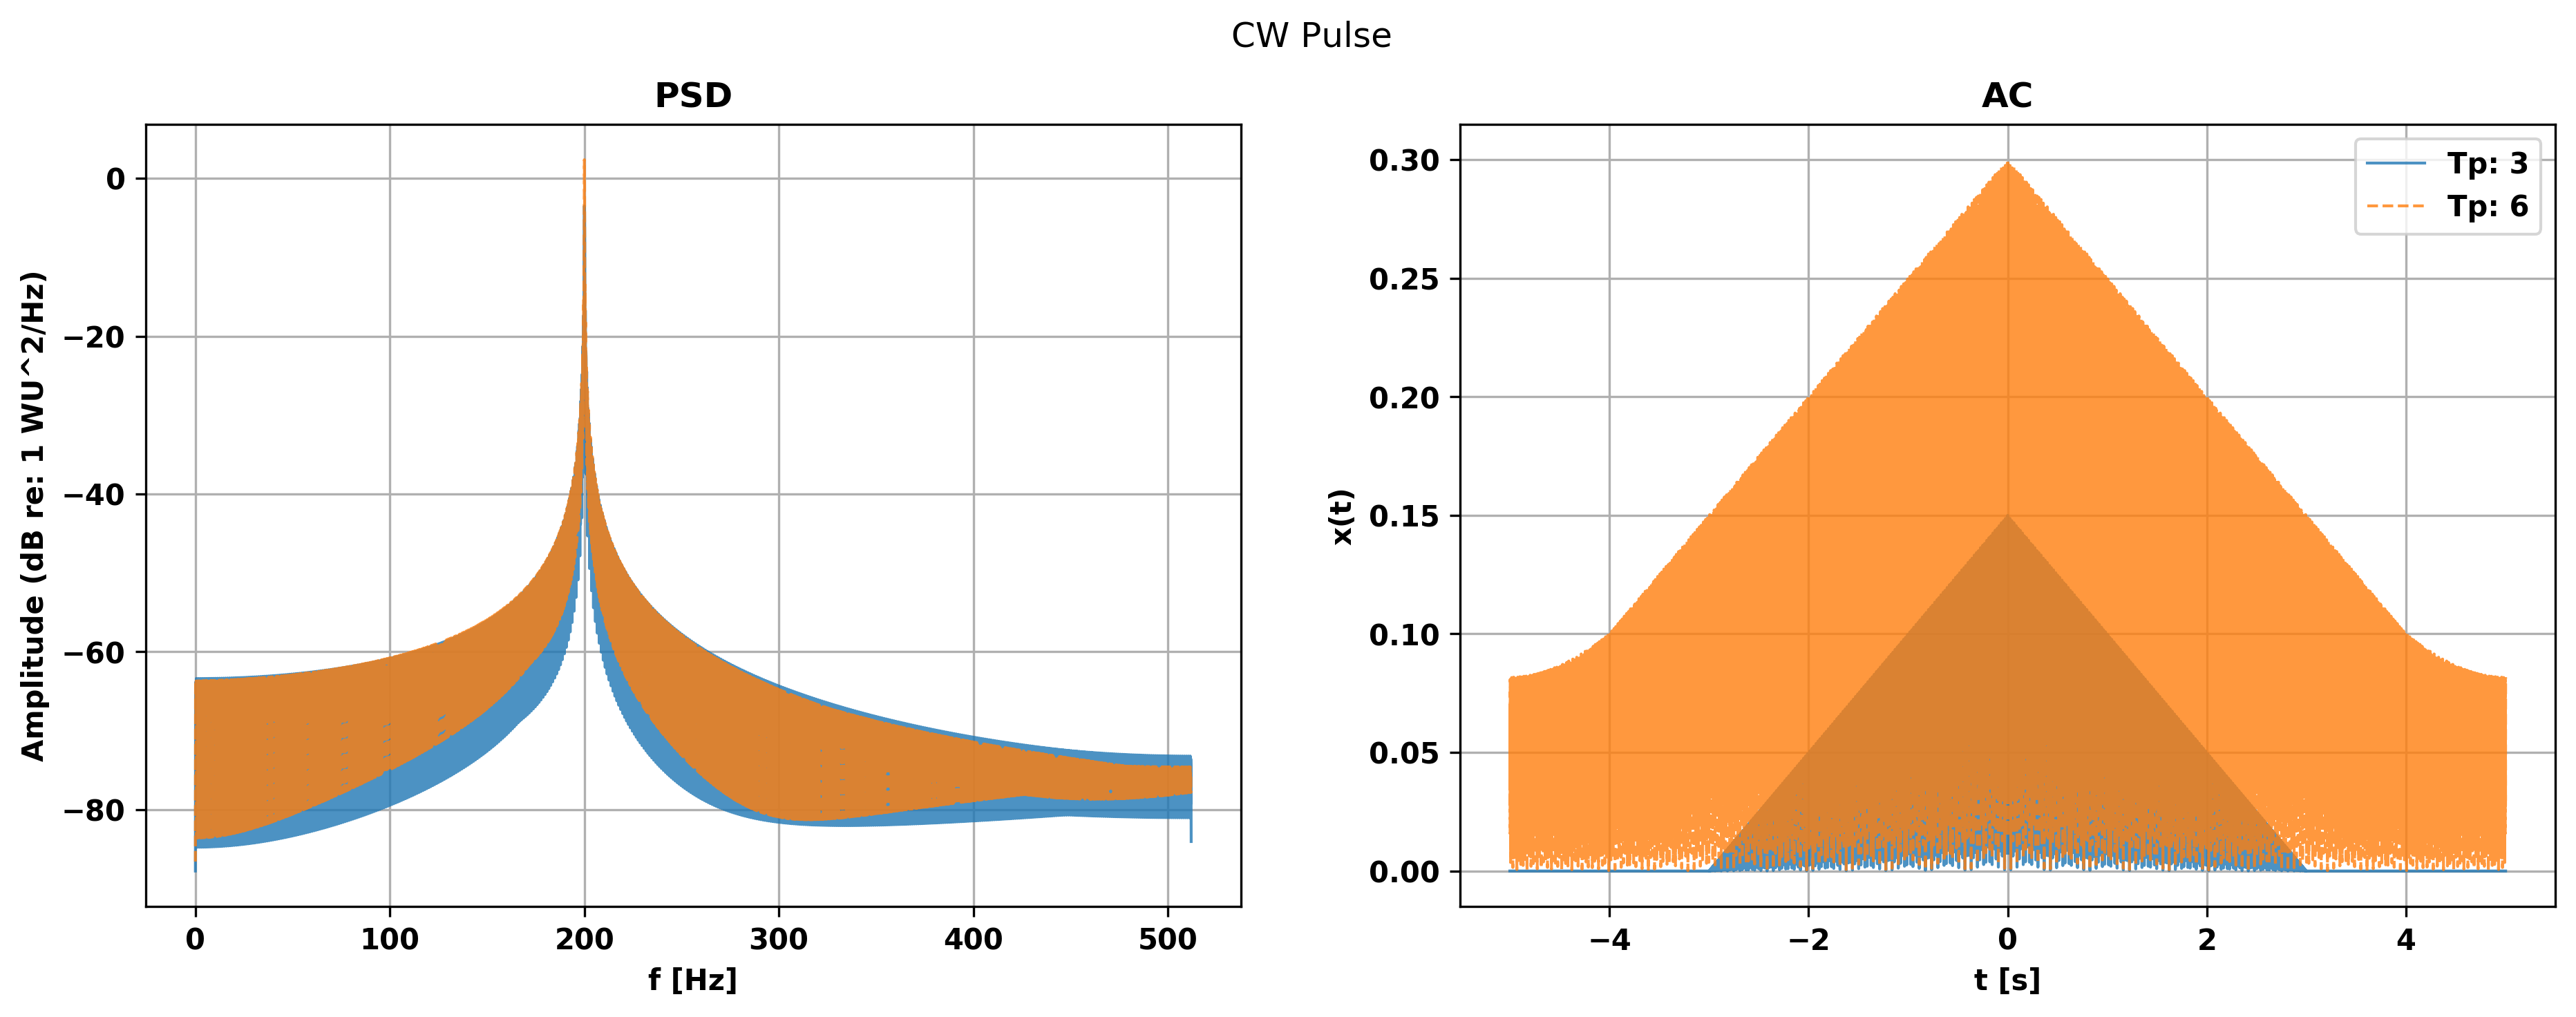 CW Pulse
PSD
Amplitude (dB re: 1 WU^2/Hz)
0
−20
−40
−60
−80
0 100 200 300 400 500
f [Hz]
AC
x(t)
0.30
0.25
0.20
0.15
0.10
0.05
0.00
−4 −2 0 2 4
t [s]
Tp: 3
Tp: 6